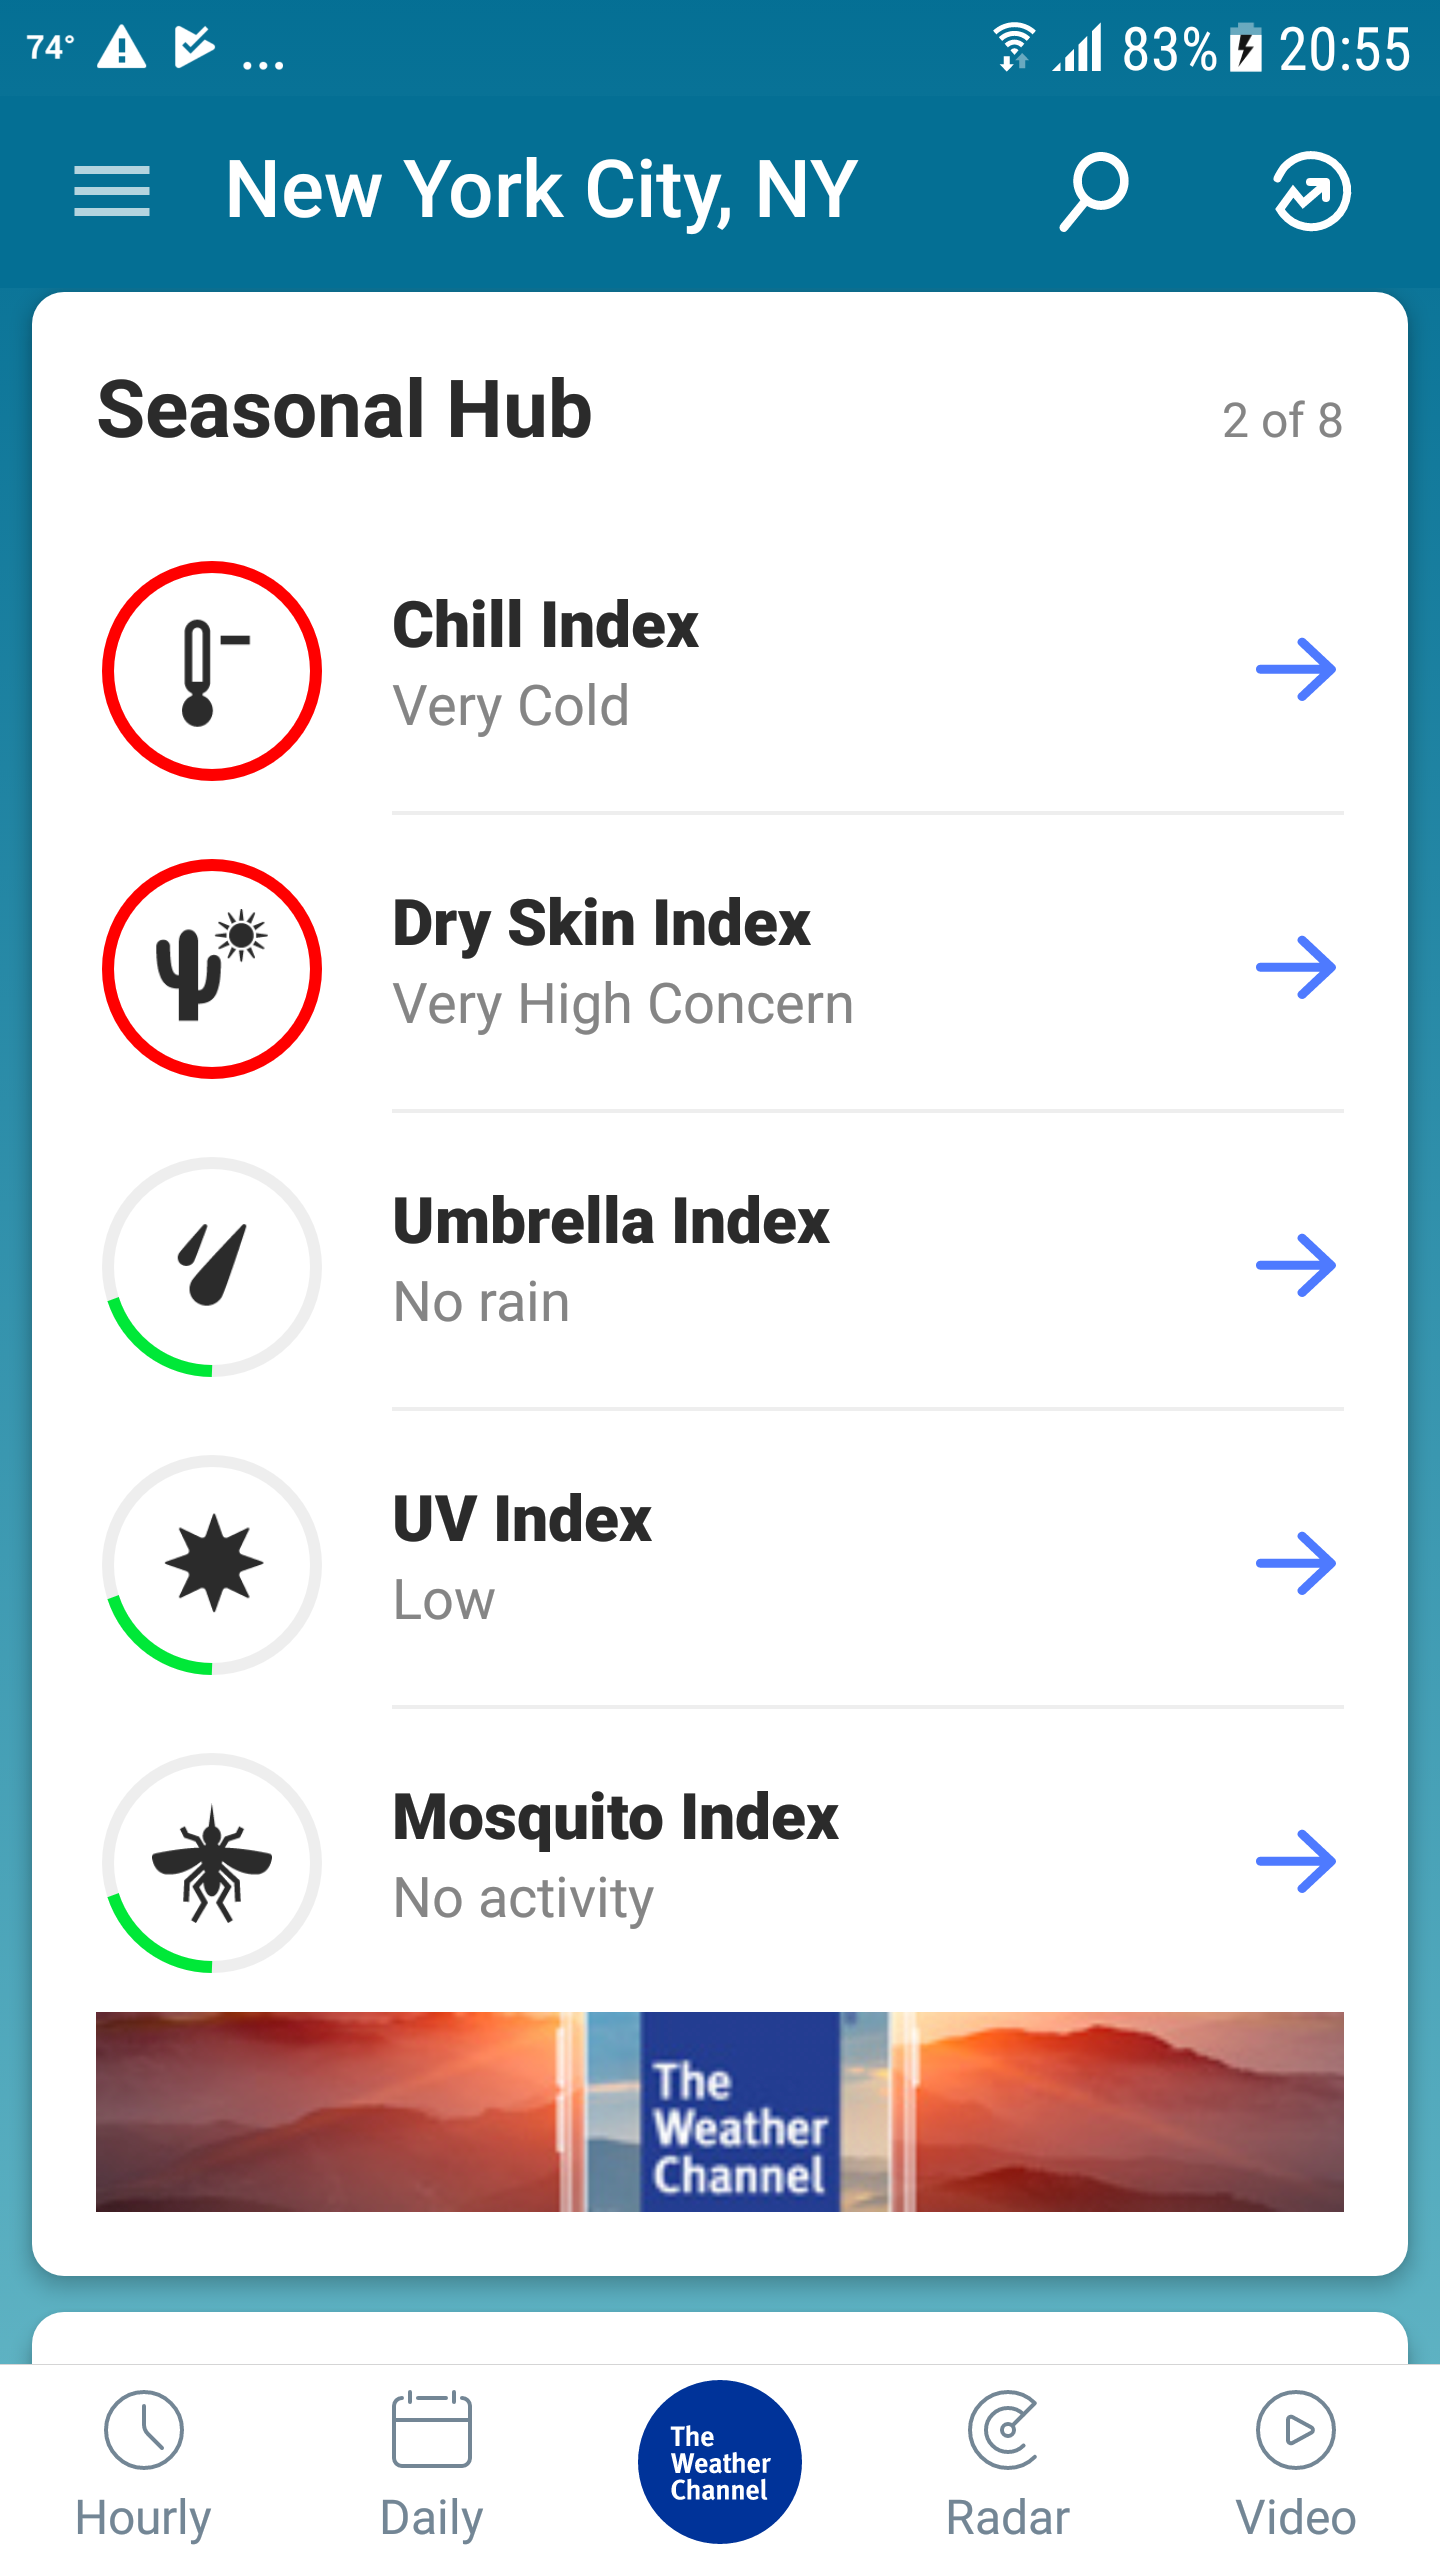 74° ... 83% 20:55
New York City, NY
Seasonal Hub 2 of 8
Chill Index
Very Cold
Dry Skin Index
Very High Concern
Umbrella Index
No rain
UV Index
Low
Mosquito Index
No activity
The
Weather
Channel
The
Weather
Channel
Hourly Daily Radar Video